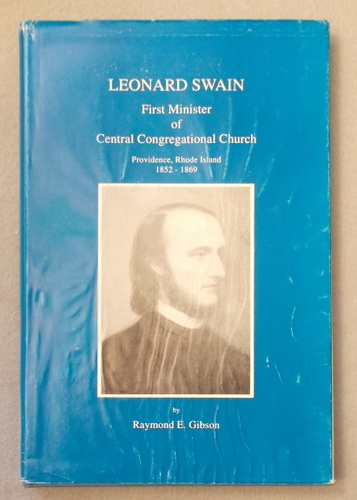 LEONARD SWAIN
First Minister
of
Central Congregational Church
Providence, Rhode Island
1852 - 1869
by
Raymond E. Gibson